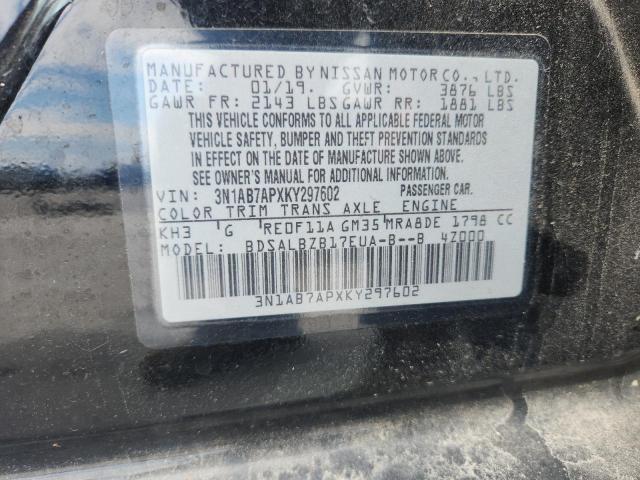 MANUFACTURED BY NISSAN MOTOR CO., LTD.
DATE: 01/19. GVWR: 3876 LBS
GAWR FR: 2143 LBS GAWR RR: 1881 LBS
THIS VEHICLE CONFORMS TO ALL APPLICABLE FEDERAL MOTOR
VEHICLE SAFETY, BUMPER AND THEFT PREVENTION STANDARDS
IN EFFECT ON THE DATE OF MANUFACTURE SHOWN ABOVE.
SEE OWNER'S MANUAL FOR ADDITIONAL INFORMATION
VIN: 3N1AB7APXKY297602 PASSENGER CAR.
COLOR TRIM TRANS AXLE ENGINE
KH3 G RE0F11A GM35 MRA8DE 1798 CC
MODEL: BDSALBZB17EUA-B--B 4Z000
3N1AB7APXKY297602